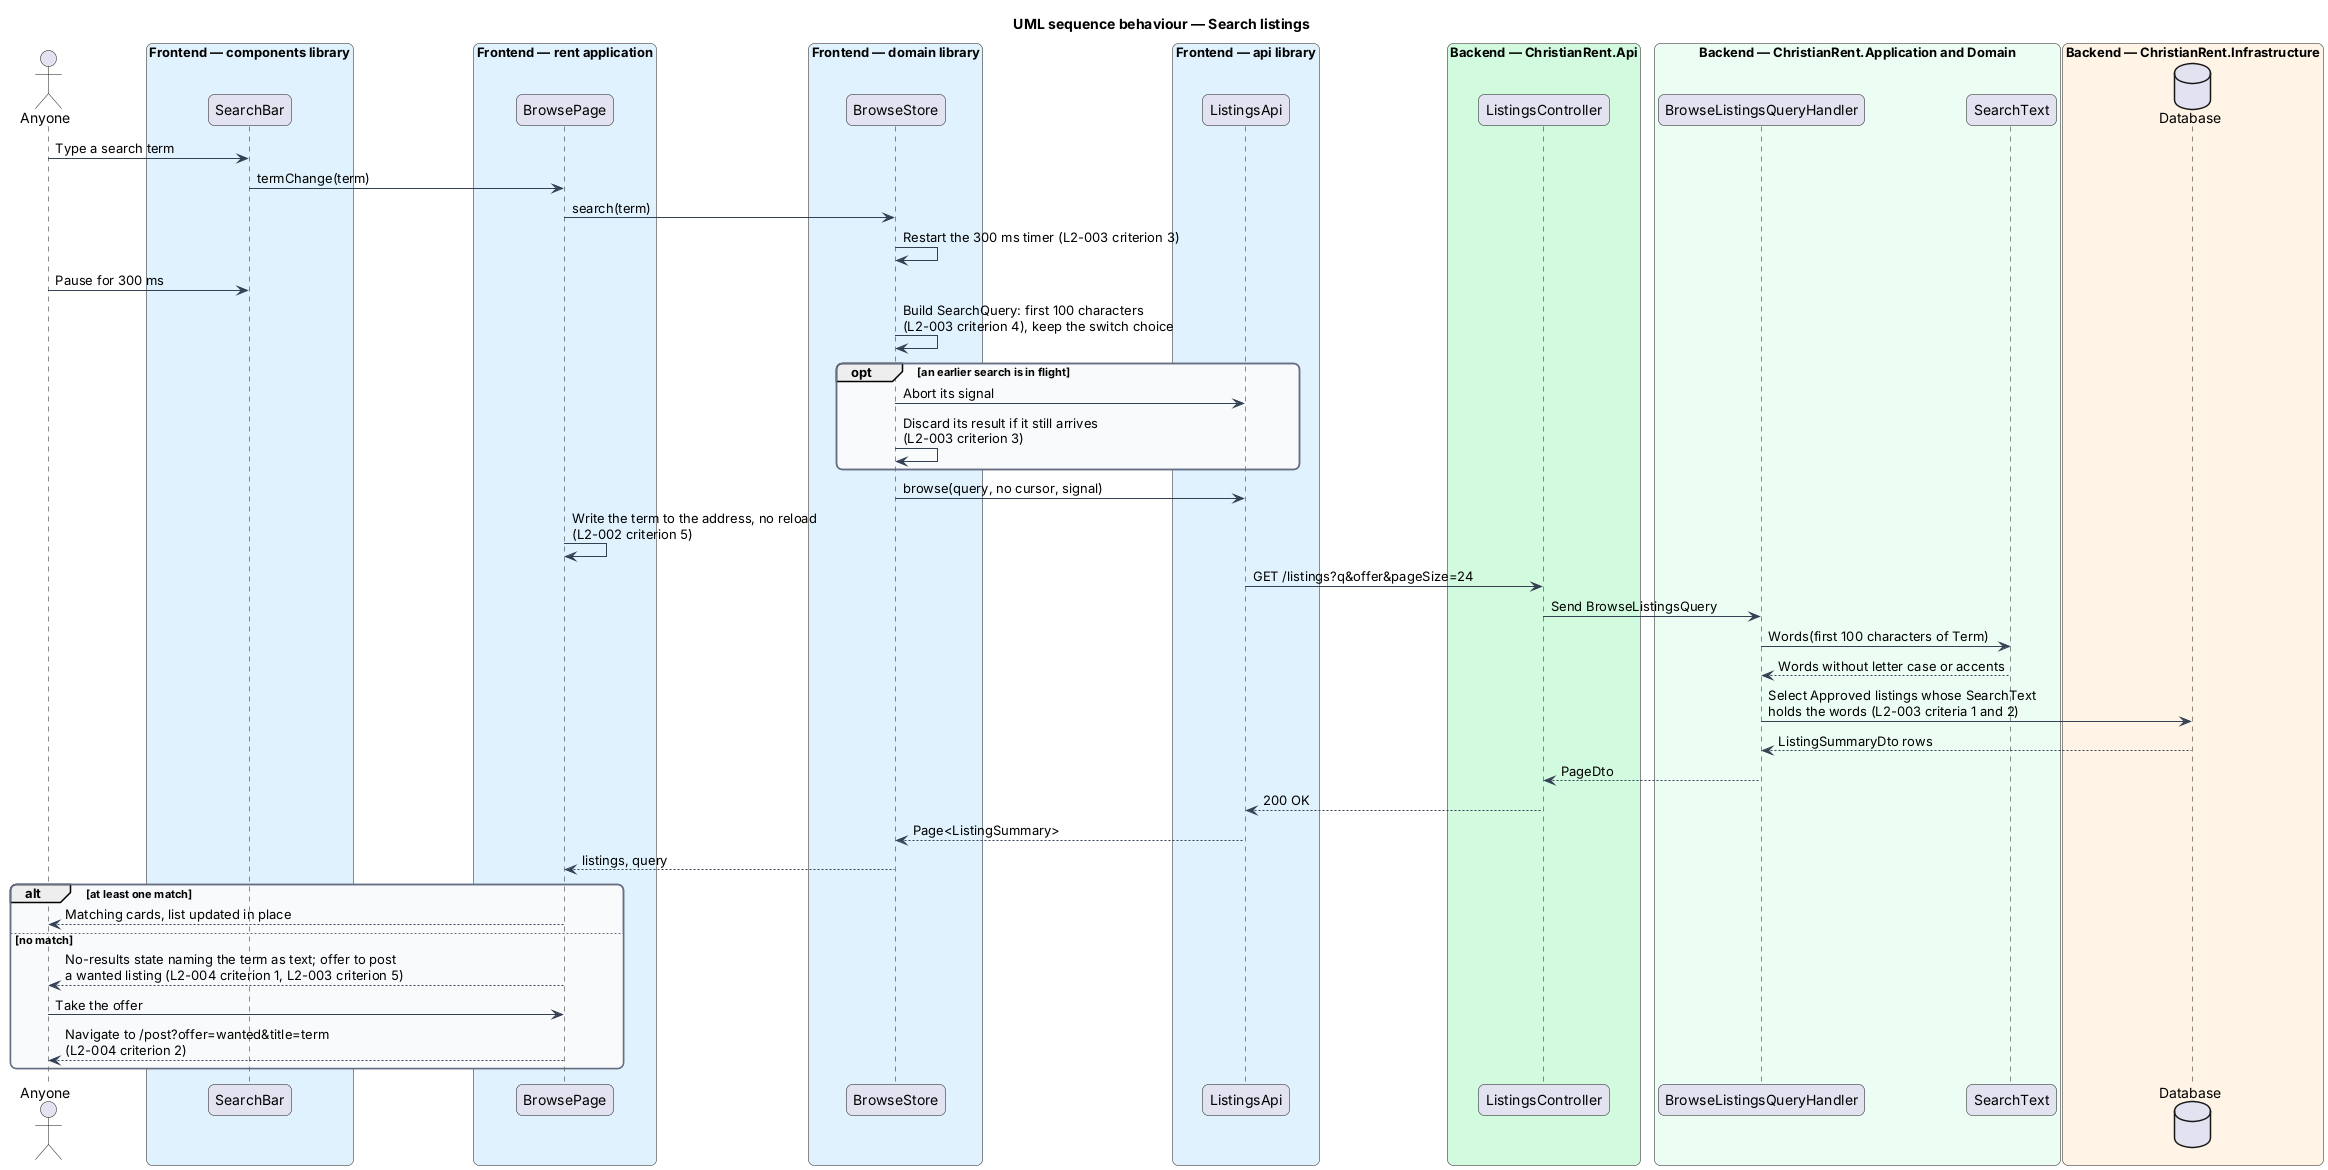 UML sequence behaviour — Search listings
Frontend — components library
Frontend — rent application
Frontend — domain library
Frontend — api library
Backend — ChristianRent.Api
Backend — ChristianRent.Application and Domain
Backend — ChristianRent.Infrastructure
Anyone
SearchBar
BrowsePage
BrowseStore
ListingsApi
ListingsController
BrowseListingsQueryHandler
SearchText
Database
Type a search term
termChange(term)
search(term)
Restart the 300 ms timer (L2-003 criterion 3)
Pause for 300 ms
Build SearchQuery: first 100 characters
(L2-003 criterion 4), keep the switch choice
opt
[an earlier search is in flight]
Abort its signal
Discard its result if it still arrives
(L2-003 criterion 3)
browse(query, no cursor, signal)
Write the term to the address, no reload
(L2-002 criterion 5)
GET /listings?q&offer&pageSize=24
Send BrowseListingsQuery
Words(first 100 characters of Term)
Words without letter case or accents
Select Approved listings whose SearchText
holds the words (L2-003 criteria 1 and 2)
ListingSummaryDto rows
PageDto
200 OK
Page<ListingSummary>
listings, query
alt
[at least one match]
Matching cards, list updated in place
[no match]
No-results state naming the term as text; offer to post
a wanted listing (L2-004 criterion 1, L2-003 criterion 5)
Take the offer
Navigate to /post?offer=wanted&title=term
(L2-004 criterion 2)
Anyone
SearchBar
BrowsePage
BrowseStore
ListingsApi
ListingsController
BrowseListingsQueryHandler
SearchText
Database